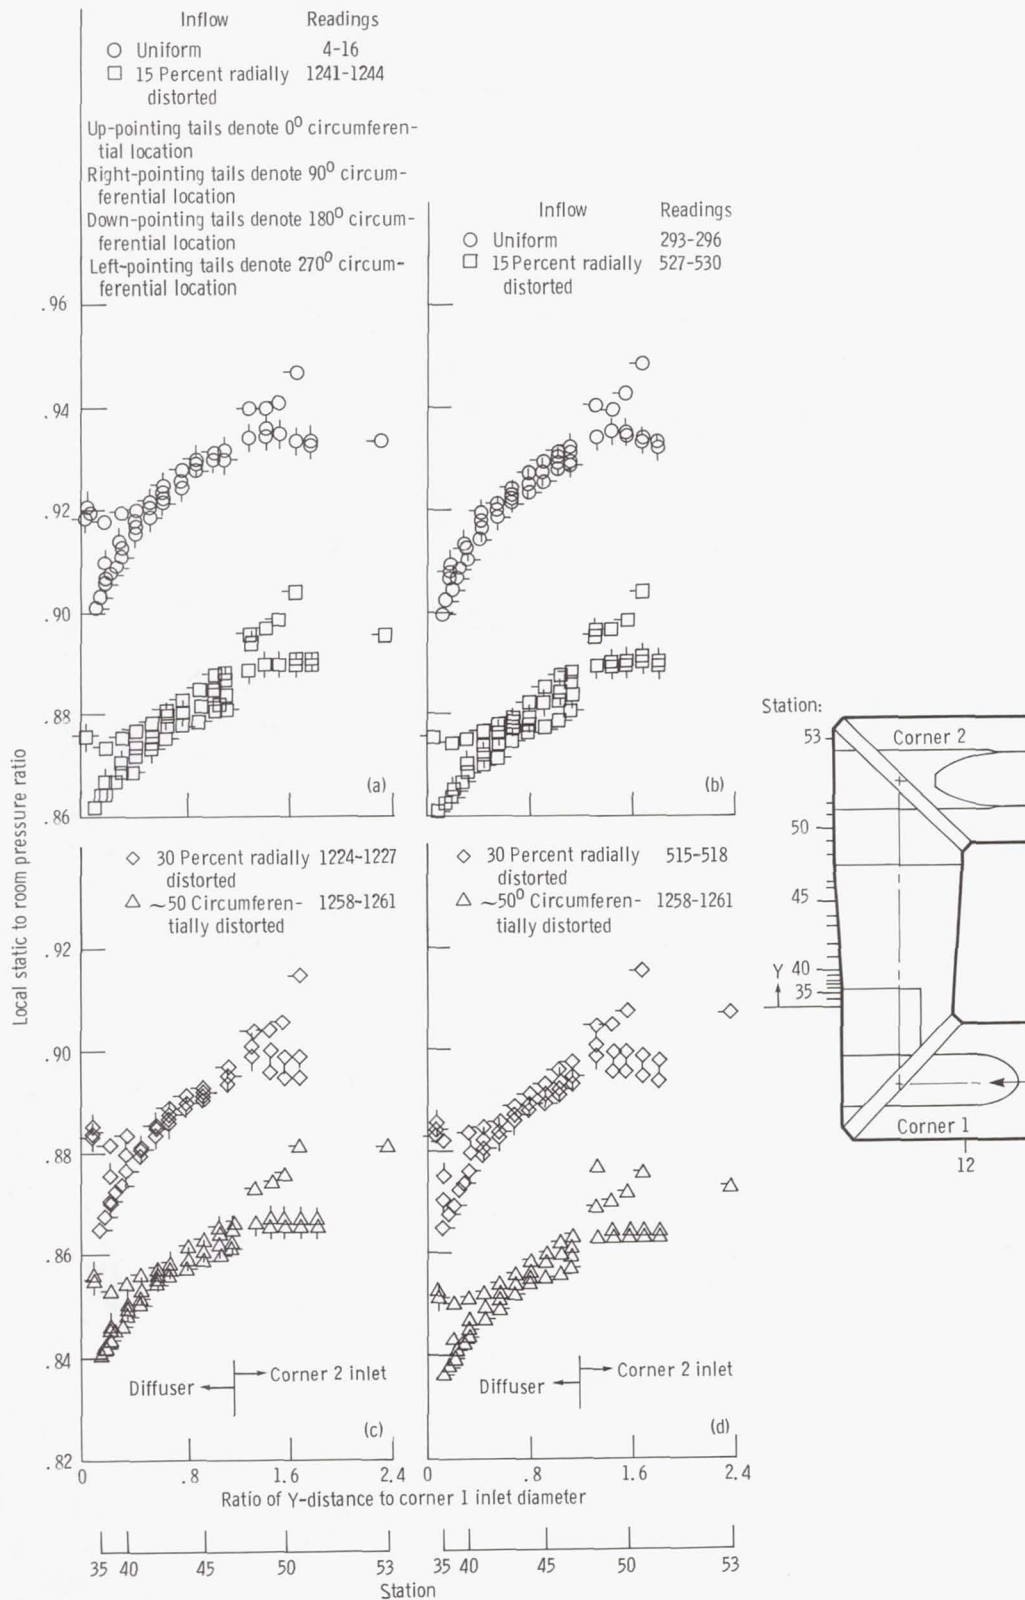 Inflow Readings
Uniform 4-16
15 Percent radially 1241-1244
distorted
Up-pointing tails denote 0⁰ circumferen-
tial location
Right-pointing tails denote 90⁰ circum-
ferential location
Down-pointing tails denote 180⁰ circum-
ferential location
Left-pointing tails denote 270⁰ circum-
ferential location
Inflow Readings
Uniform 293-296
15 Percent radially 527-530
distorted
.96
.94
.92
.90
.88
.86
(a)
(b)
Local static to room pressure ratio
30 Percent radially 1224-1227
distorted
~50 Circumferen- 1258-1261
tially distorted
30 Percent radially 515-518
distorted
~50⁰ Circumferen- 1258-1261
tially distorted
.92
.90
.88
.86
.84
.82
Diffuser
Corner 2 inlet
(c)
Diffuser
Corner 2 inlet
(d)
0 .8 1.6 2.4
0 .8 1.6 2.4
Ratio of Y-distance to corner 1 inlet diameter
35 40 45 50 53
35 40 45 50 53
Station
Station:
53
Corner 2
50
45
Y
40
35
Corner 1
12